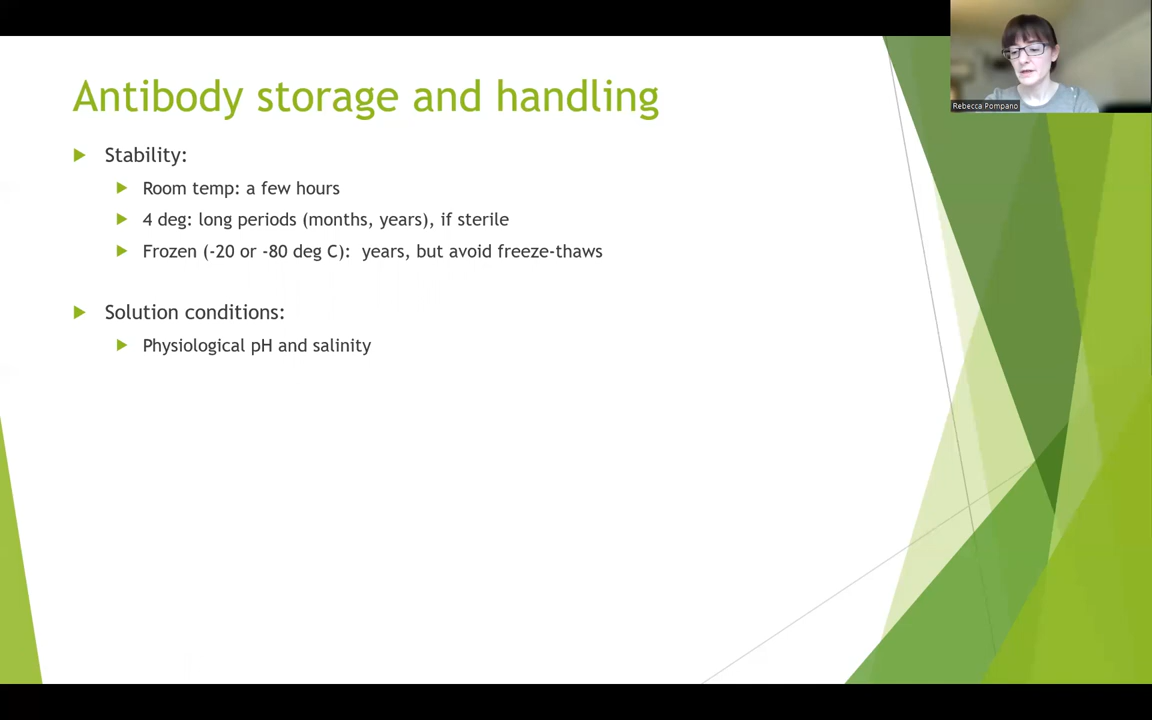 Antibody storage and handling
Stability:
Room temp: a few hours
4 deg: long periods (months, years), if sterile
Frozen (-20 or -80 deg C): years, but avoid freeze-thaws
Solution conditions:
Physiological pH and salinity
Rebecca Pompano